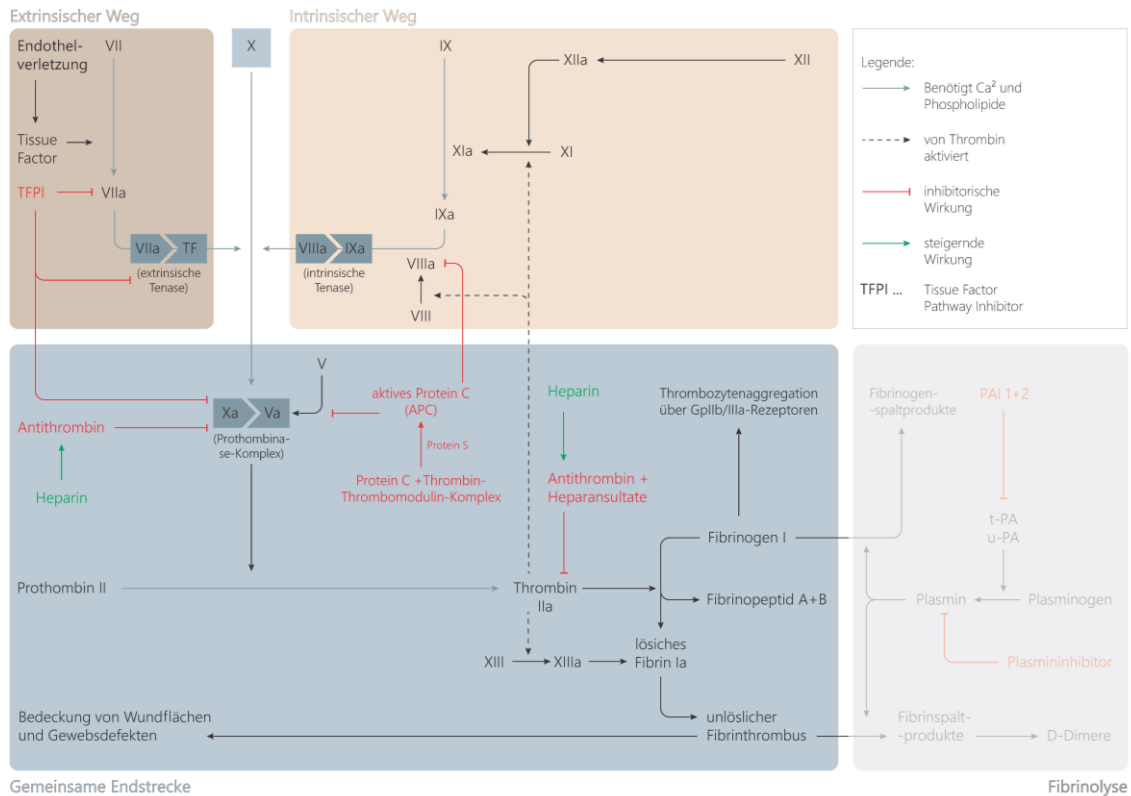 Extrinsischer Weg
Intrinsischer Weg
Endothel-
verletzung
VII
X
IX
XIIa
XII
Tissue
Factor
XIa
XI
TFPI
VIIa
IXa
VIIa
TF
(extrinsische
Tenase)
VIIIa
IXa
(intrinsische
Tenase)
VIIIa
VIII
Legende:
Benötigt Ca² und
Phospholipide
von Thrombin
aktiviert
inhibitorische
Wirkung
steigernde
Wirkung
TFPI ...
Tissue Factor
Pathway Inhibitor
V
Xa
Va
(Prothombina-
se-Komplex)
Antithrombin
Heparin
aktives Protein C
(APC)
Protein S
Protein C +Thrombin-
Thrombomodulin-Komplex
Heparin
Antithrombin +
Heparansultate
Thrombozytenaggregation
über GpIIb/IIIa-Rezeptoren
Fibrinogen I
Prothombin II
Thrombin
IIa
Fibrinopeptid A+B
XIII
XIIIa
lösiches
Fibrin Ia
Bedeckung von Wundflächen
und Gewebsdefekten
unlöslicher
Fibrinthrombus
Fibrinogen-
-spaltprodukte
PAI 1+2
t-PA
u-PA
Plasmin
Plasminogen
Plasmininhibitor
Fibrinspalt-
-produkte
D-Dimere
Gemeinsame Endstrecke
Fibrinolyse